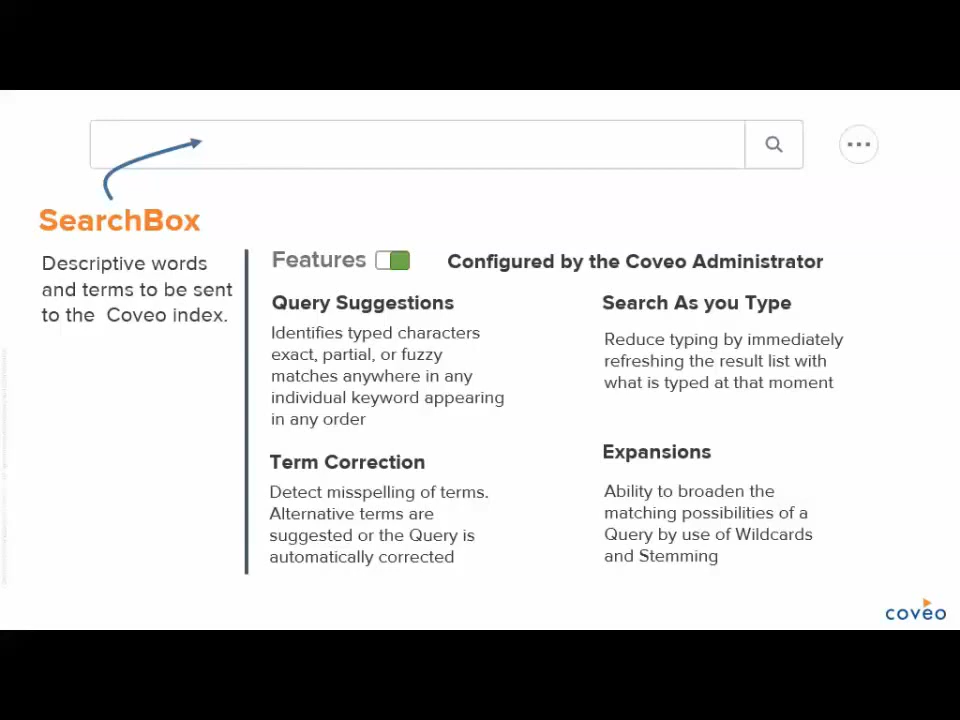 SearchBox
Descriptive words
and terms to be sent
to the Coveo index.
Features
Configured by the Coveo Administrator
Query Suggestions
Identifies typed characters
exact, partial, or fuzzy
matches anywhere in any
individual keyword appearing
in any order
Search As you Type
Reduce typing by immediately
refreshing the result list with
what is typed at that moment
Term Correction
Detect misspelling of terms.
Alternative terms are
suggested or the Query is
automatically corrected
Expansions
Ability to broaden the
matching possibilities of a
Query by use of Wildcards
and Stemming
coveo